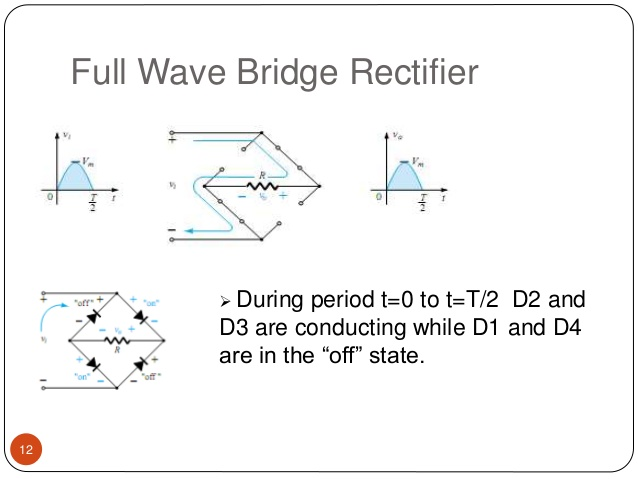 Full Wave Bridge Rectifier
vi
Vm
0
T/2
t
+
vi
R
− vo +
−
vo
Vm
0
T/2
t
+
"off" +
+ "on"
−
− vo +
−
vi
R
+
+
"on" −
− "off"
−
➢ During period t=0 to t=T/2 D2 and
D3 are conducting while D1 and D4
are in the “off” state.
12